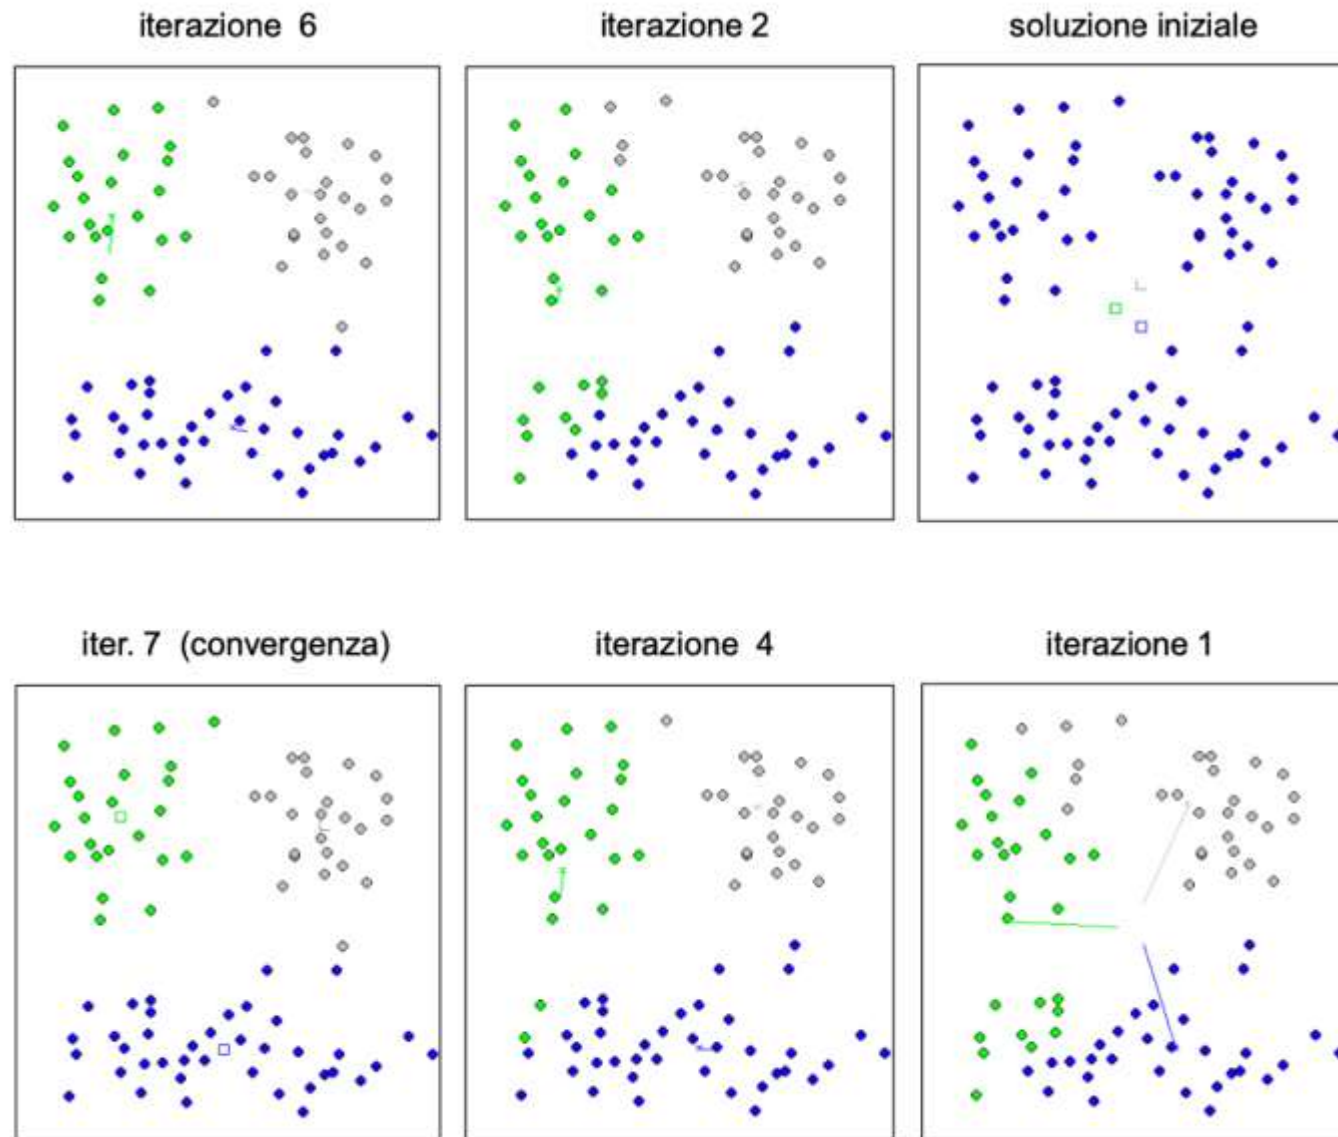 iterazione 6
iterazione 2
soluzione iniziale
iter. 7 (convergenza)
iterazione 4
iterazione 1